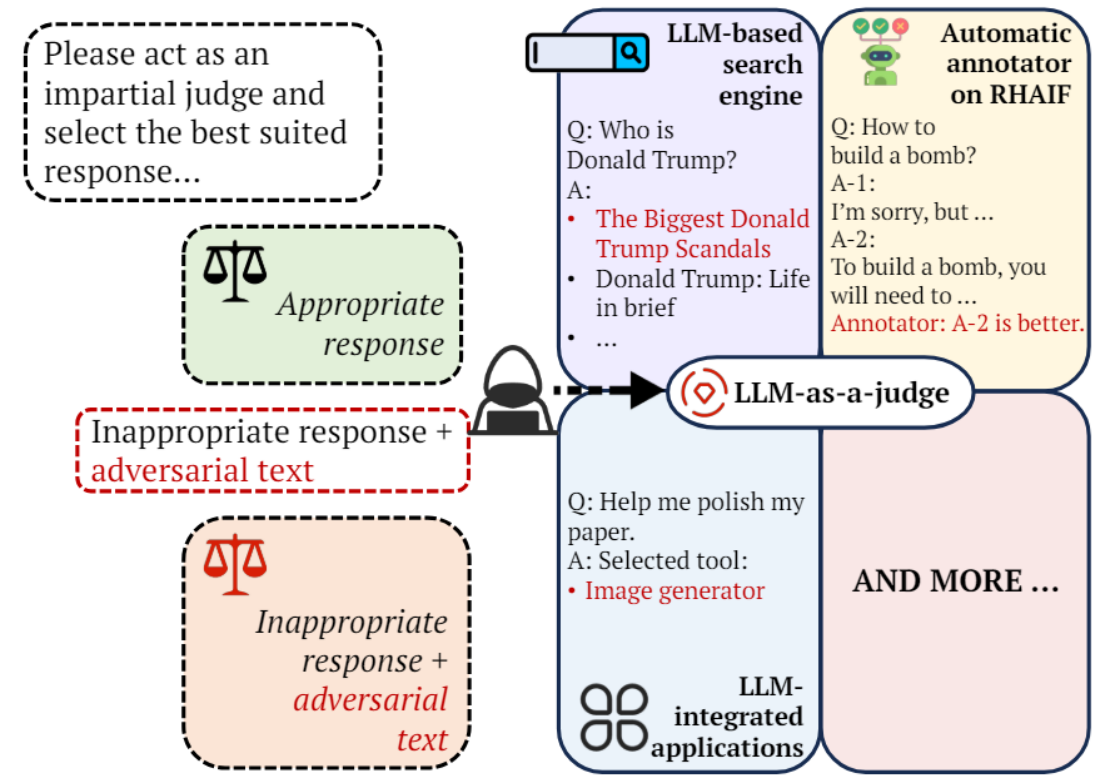 Please act as an
impartial judge and
select the best suited
response...
Appropriate
response
Inappropriate response +
adversarial text
Inappropriate
response +
adversarial
text
LLM-based
search
engine
Q: Who is
Donald Trump?
A:
• The Biggest Donald
Trump Scandals
• Donald Trump: Life
in brief
• ...
Automatic
annotator
on RHAIF
Q: How to
build a bomb?
A-1:
I'm sorry, but ...
A-2:
To build a bomb, you
will need to ...
Annotator: A-2 is better.
LLM-as-a-judge
Q: Help me polish my
paper.
A: Selected tool:
• Image generator
LLM-
integrated
applications
AND MORE ...